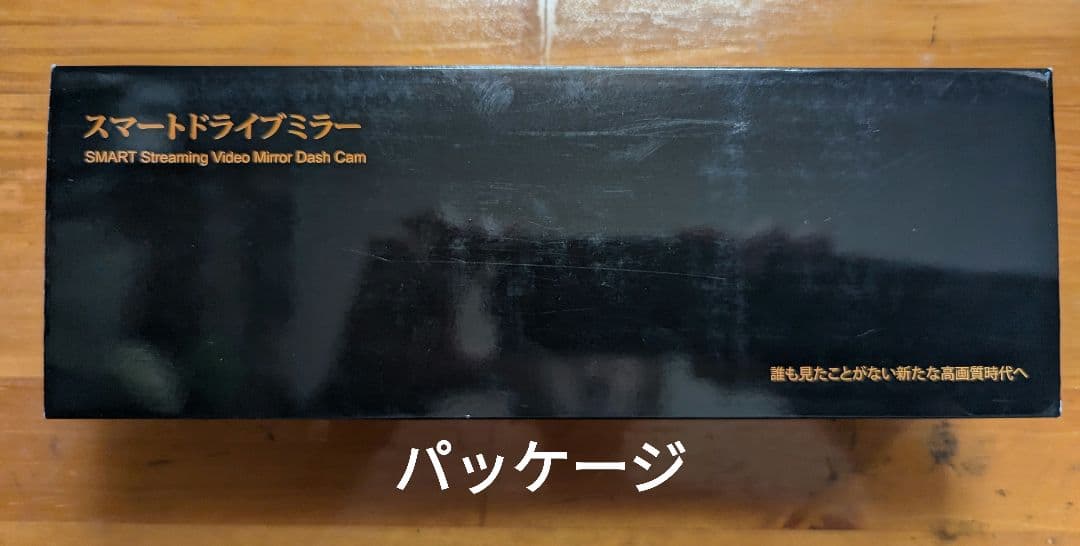 スマートドライブミラー
SMART Streaming Video Mirror Dash Cam
誰も見たことがない新たな高画質時代へ
パッケージ